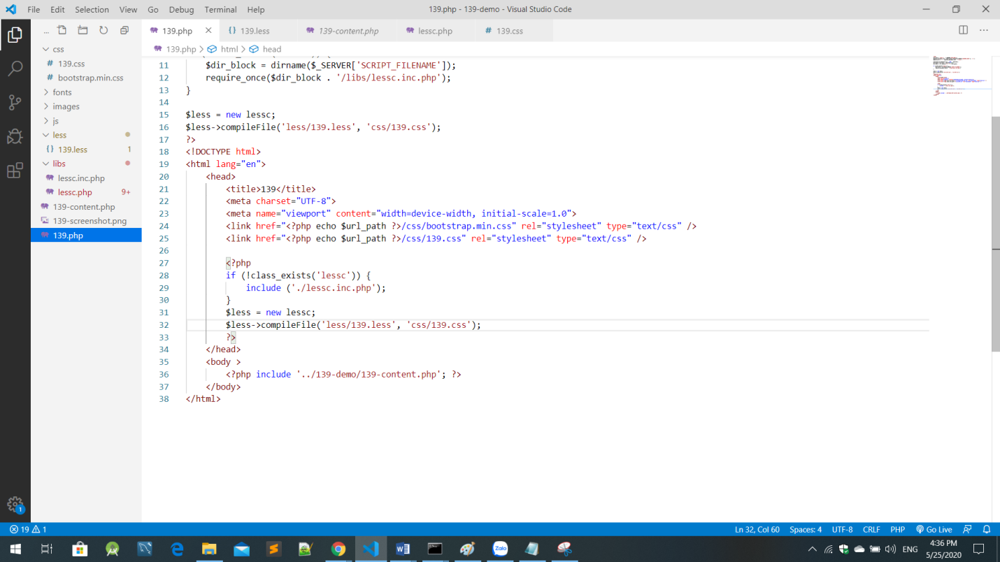 File Edit Selection View Go Debug Terminal Help
139.php - 139-demo - Visual Studio Code
...
139.php
{} 139.less
139-content.php
lessc.php
# 139.css
139.php > html > head
css
# 139.css
# bootstrap.min.css
fonts
images
js
less
{} 139.less 1
libs
lessc.inc.php
lessc.php 9+
139-content.php
139-screenshot.png
139.php
11 $dir_block = dirname($_SERVER['SCRIPT_FILENAME']);
12 require_once($dir_block . '/libs/lessc.inc.php');
13 }
14
15 $less = new lessc;
16 $less->compileFile('less/139.less', 'css/139.css');
17 ?>
18 <!DOCTYPE html>
19 <html lang="en">
20 <head>
21 <title>139</title>
22 <meta charset="UTF-8">
23 <meta name="viewport" content="width=device-width, initial-scale=1.0">
24 <link href="<?php echo $url_path ?>/css/bootstrap.min.css" rel="stylesheet" type="text/css" />
25 <link href="<?php echo $url_path ?>/css/139.css" rel="stylesheet" type="text/css" />
26
27 <?php
28 if (!class_exists('lessc')) {
29 include ('./lessc.inc.php');
30 }
31 $less = new lessc;
32 $less->compileFile('less/139.less', 'css/139.css');
33 ?>
34 </head>
35 <body >
36 <?php include '../139-demo/139-content.php'; ?>
37 </body>
38 </html>
1
19 1
Ln 32, Col 60 Spaces: 4 UTF-8 CRLF PHP Go Live
Zalo
ENG
4:36 PM
5/25/2020